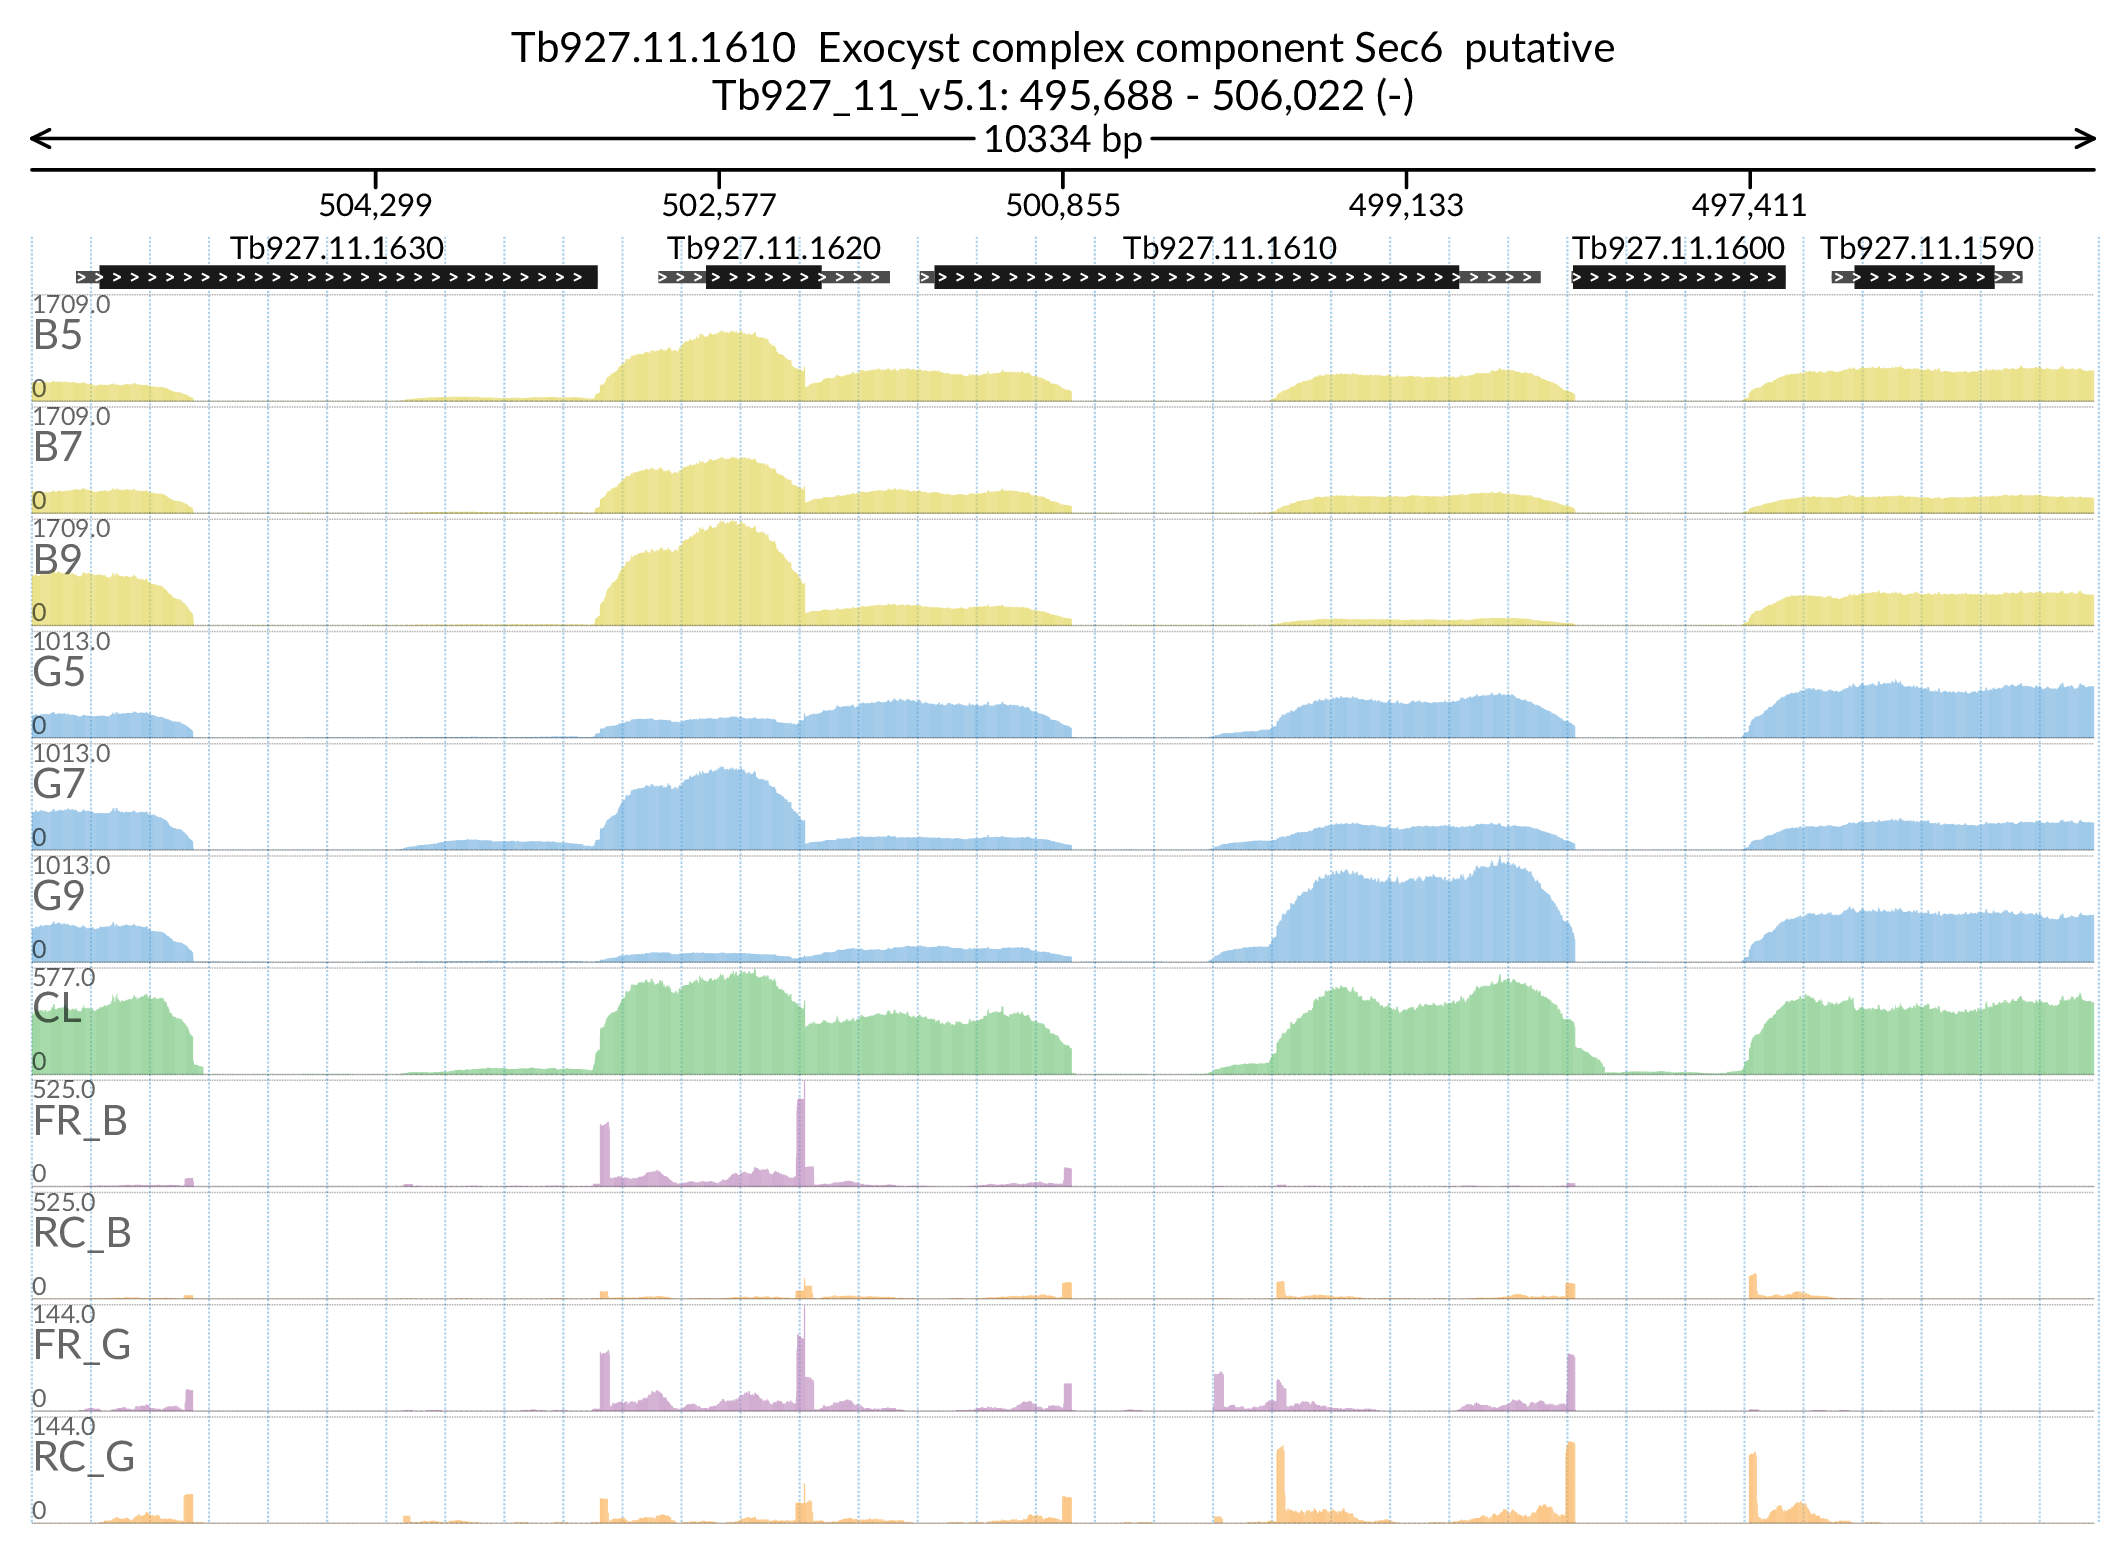 Tb927.11.1610  Exocyst complex component Sec6  putative
Tb927_11_v5.1: 495,688 - 506,022 (-)
10334 bp
504,299 502,577 500,855 499,133 497,411
Tb927.11.1630 Tb927.11.1620 Tb927.11.1610 Tb927.11.1600 Tb927.11.1590
1709.0
B5
0
1709.0
B7
0
1709.0
B9
0
1013.0
G5
0
1013.0
G7
0
1013.0
G9
0
577.0
CL
0
525.0
FR_B
0
525.0
RC_B
0
144.0
FR_G
0
144.0
RC_G
0